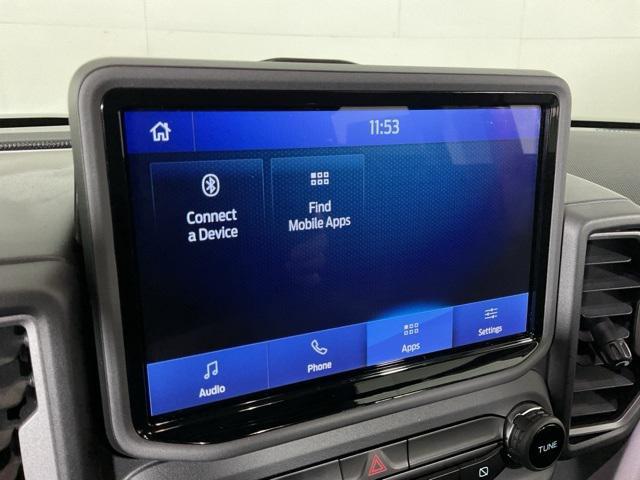 11:53
Connect
a Device
Find
Mobile Apps
Audio
Phone
Apps
Settings
TUNE